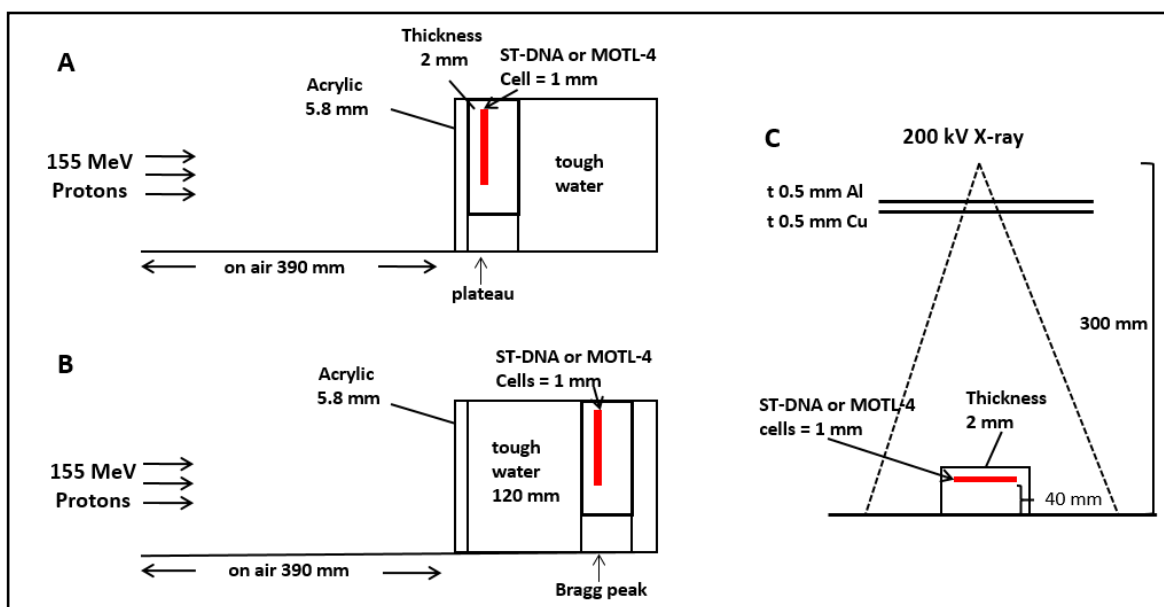 A
Thickness
2 mm
ST-DNA or MOTL-4
Cell = 1 mm
Acrylic
5.8 mm
155 MeV
Protons
tough
water
on air 390 mm
plateau
B
ST-DNA or MOTL-4
Cells = 1 mm
Acrylic
5.8 mm
155 MeV
Protons
tough
water
120 mm
on air 390 mm
Bragg peak
C
200 kV X-ray
t 0.5 mm Al
t 0.5 mm Cu
300 mm
ST-DNA or MOTL-4
cells = 1 mm
Thickness
2 mm
40 mm